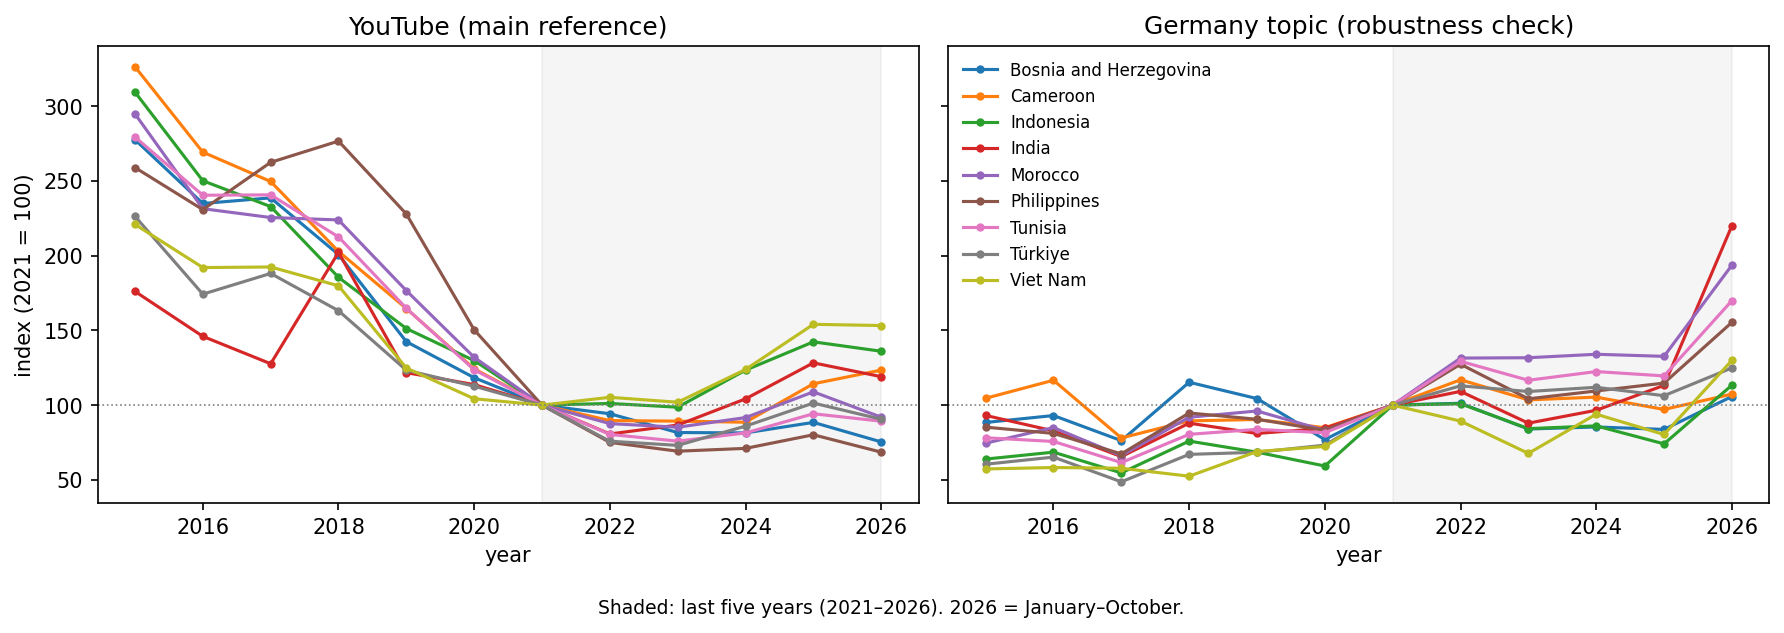 YouTube (main reference)
Germany topic (robustness check)
index (2021 = 100)
300
250
200
150
100
50
Bosnia and Herzegovina
Cameroon
Indonesia
India
Morocco
Philippines
Tunisia
Türkiye
Viet Nam
2016 2018 2020 2022 2024 2026
2016 2018 2020 2022 2024 2026
year
year
Shaded: last five years (2021–2026). 2026 = January–October.